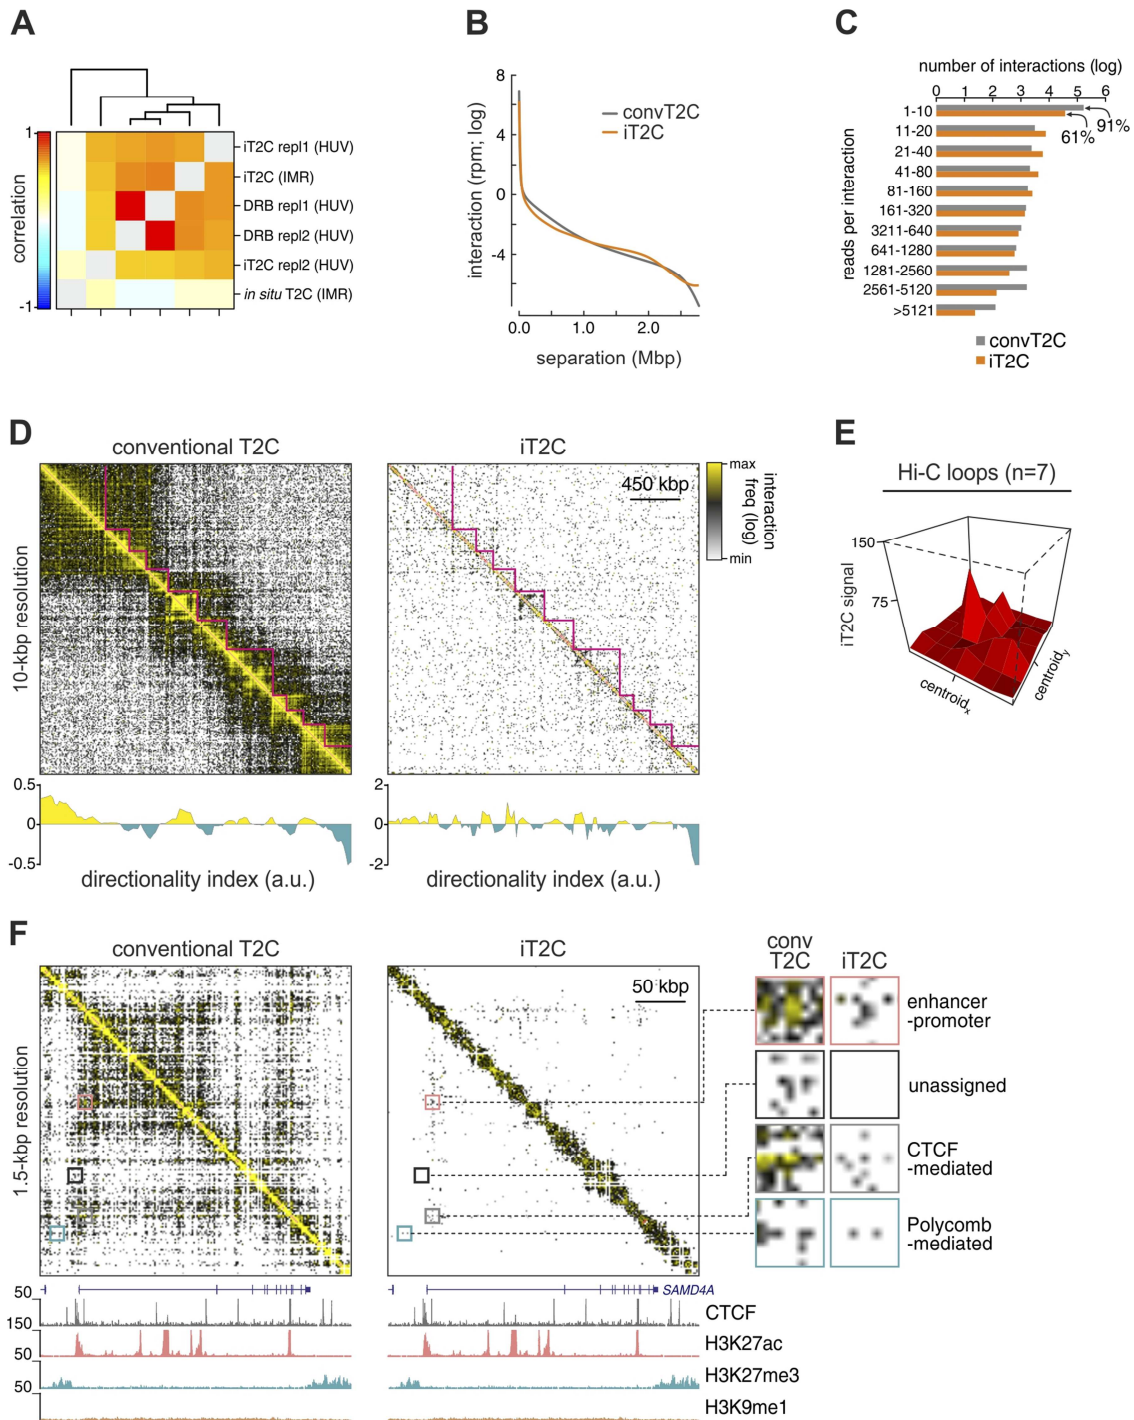 A
1
correlation
-1
iT2C repl1 (HUV)
iT2C (IMR)
DRB repl1 (HUV)
DRB repl2 (HUV)
iT2C repl2 (HUV)
in situ T2C (IMR)
B
interaction (rpm; log)
8
4
0
-4
convT2C
iT2C
0.0
1.0
2.0
separation (Mbp)
C
number of interactions (log)
0 1 2 3 4 5 6
reads per interaction
1-10
11-20
21-40
41-80
81-160
161-320
3211-640
641-1280
1281-2560
2561-5120
>5121
91%
61%
convT2C
iT2C
D
conventional T2C
iT2C
10-kbp resolution
450 kbp
max
min
interaction
freq (log)
0.5
0
-0.5
directionality index (a.u.)
2
0
-2
directionality index (a.u.)
E
Hi-C loops (n=7)
150
75
iT2C signal
centroidx
centroidy
F
conventional T2C
iT2C
1.5-kbp resolution
50 kbp
conv
T2C
iT2C
enhancer
-promoter
unassigned
CTCF
-mediated
Polycomb
-mediated
SAMD4A
50
CTCF
150
H3K27ac
50
H3K27me3
50
H3K9me1